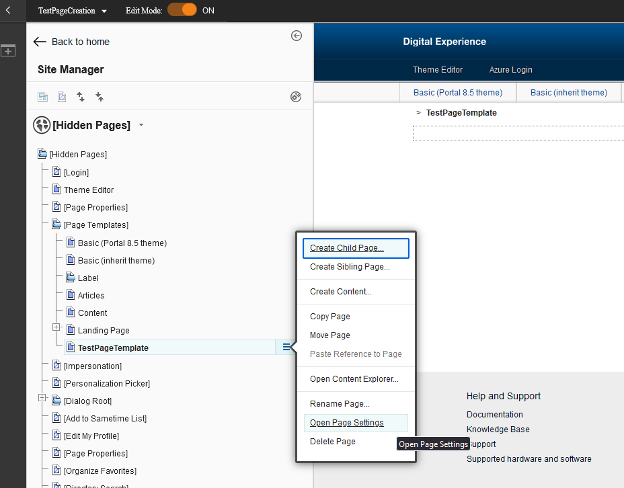 TestPageCreation
Edit Mode:
ON
Back to home
Site Manager
[Hidden Pages]
[Hidden Pages]
[Login]
Theme Editor
[Page Properties]
[Page Templates]
Basic (Portal 8.5 theme)
Basic (inherit theme)
Label
Articles
Content
Landing Page
TestPageTemplate
[Impersonation]
[Personalization Picker]
[Dialog Root]
[Add to Sametime List]
[Edit My Profile]
[Page Properties]
[Organize Favorites]
[Directory Search]
Create Child Page...
Create Sibling Page...
Create Content...
Copy Page
Move Page
Paste Reference to Page
Open Content Explorer...
Rename Page...
Open Page Settings
Delete Page
Open Page Settings
Digital Experience
Theme Editor
Azure Login
Basic (Portal 8.5 theme)
Basic (inherit theme)
> TestPageTemplate
Help and Support
Documentation
Knowledge Base
Support
Supported hardware and software